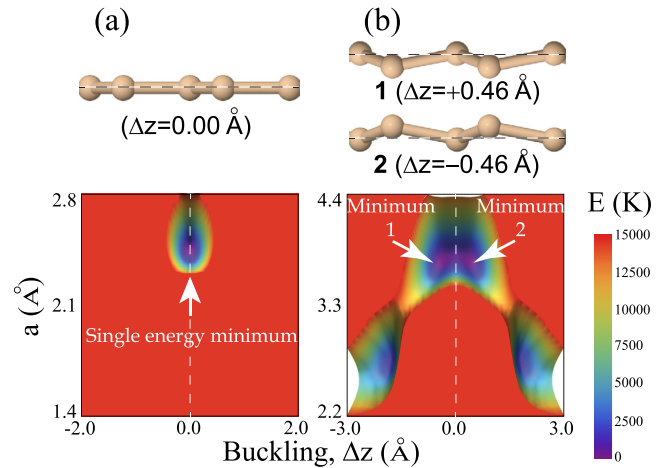 (a)
(Δz=0.00 Å)
(b)
1 (Δz=+0.46 Å)
2 (Δz=−0.46 Å)
2.8
2.1
1.4
a (Å)
Single energy minimum
-2.0
0.0
2.0
4.4
3.3
2.2
Minimum
1
Minimum
2
-3.0
0.0
3.0
Buckling, Δz (Å)
E (K)
15000
12500
10000
7500
5000
2500
0